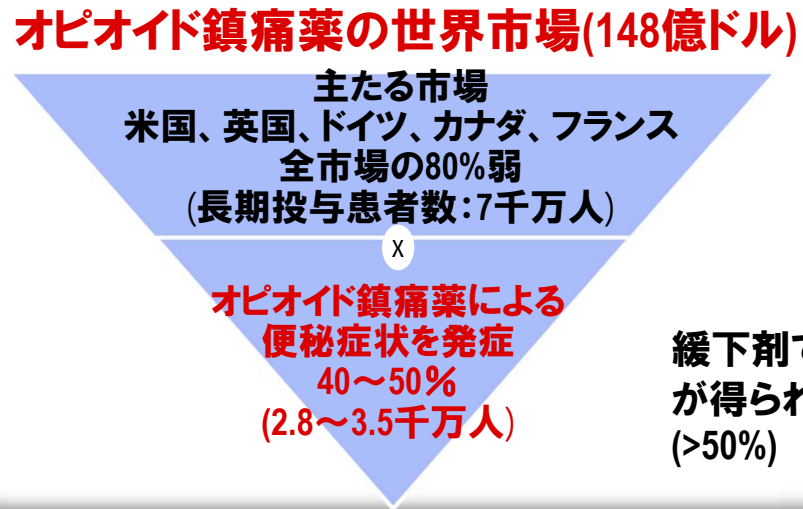 オピオイド鎮痛薬の世界市場(148億ドル)
主たる市場
米国、英国、ドイツ、カナダ、フランス
全市場の80%弱
(長期投与患者数:7千万人)
X
オピオイド鎮痛薬による
便秘症状を発症
40~50%
(2.8~3.5千万人)
緩下剤で
が得られ
(>50%)